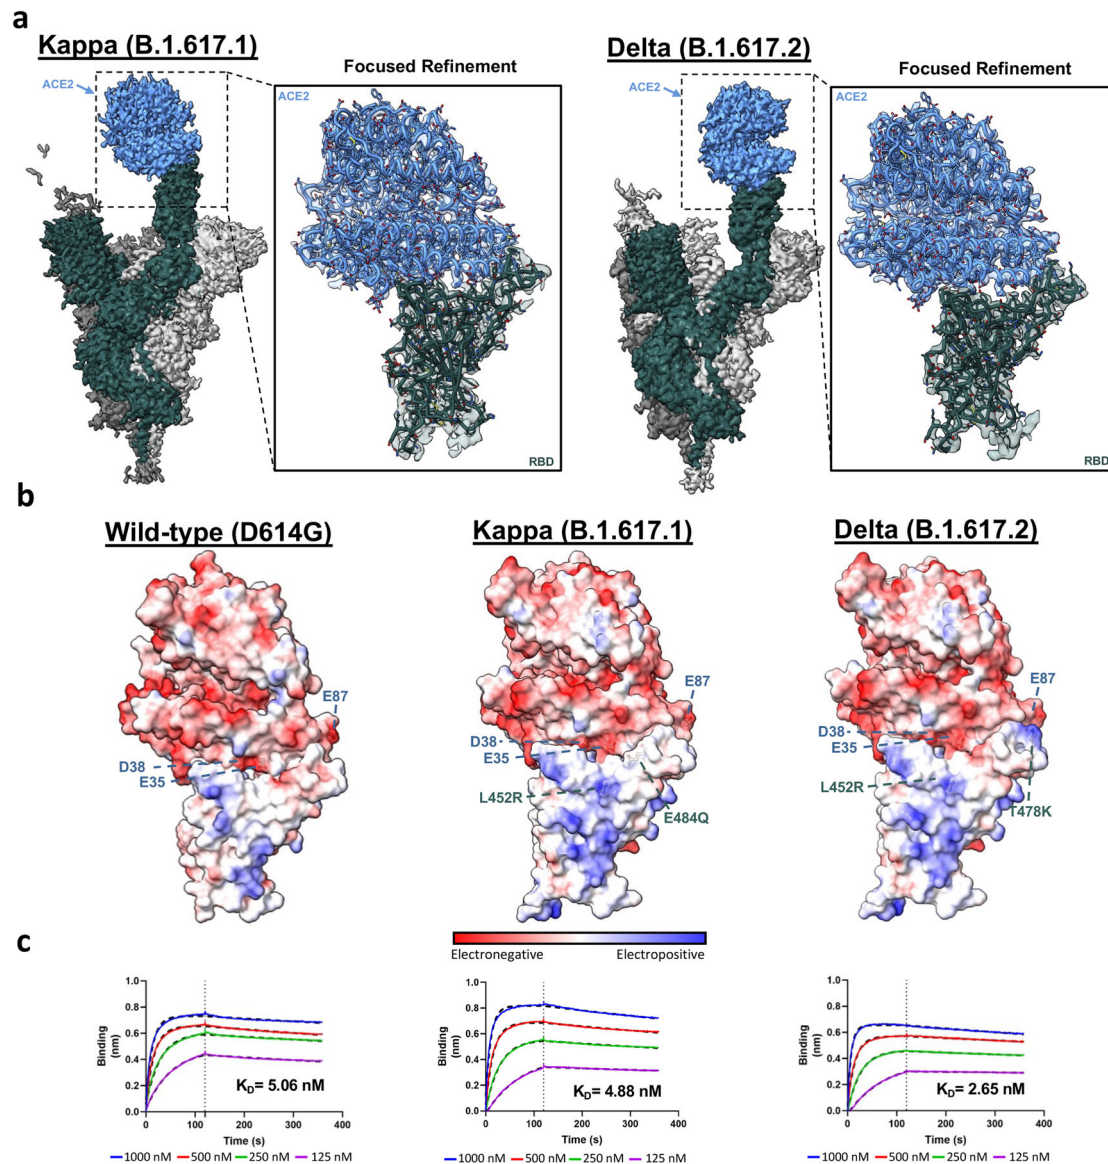 a
Kappa (B.1.617.1)
Delta (B.1.617.2)
ACE2
Focused Refinement
ACE2
RBD
ACE2
Focused Refinement
ACE2
RBD
b
Wild-type (D614G)
Kappa (B.1.617.1)
Delta (B.1.617.2)
E87
D38
E35
E87
D38
E35
L452R
E484Q
E87
D38
E35
L452R
T478K
Electronegative
Electropositive
c
Binding (nm)
1.0
0.8
0.6
0.4
0.2
0.0
0 100 200 300 400
Time (s)
KD= 5.06 nM
1000 nM 500 nM 250 nM 125 nM
Binding (nm)
1.0
0.8
0.6
0.4
0.2
0.0
0 100 200 300 400
Time (s)
KD= 4.88 nM
1000 nM 500 nM 250 nM 125 nM
Binding (nm)
1.0
0.8
0.6
0.4
0.2
0.0
0 100 200 300 400
Time (s)
KD= 2.65 nM
1000 nM 500 nM 250 nM 125 nM